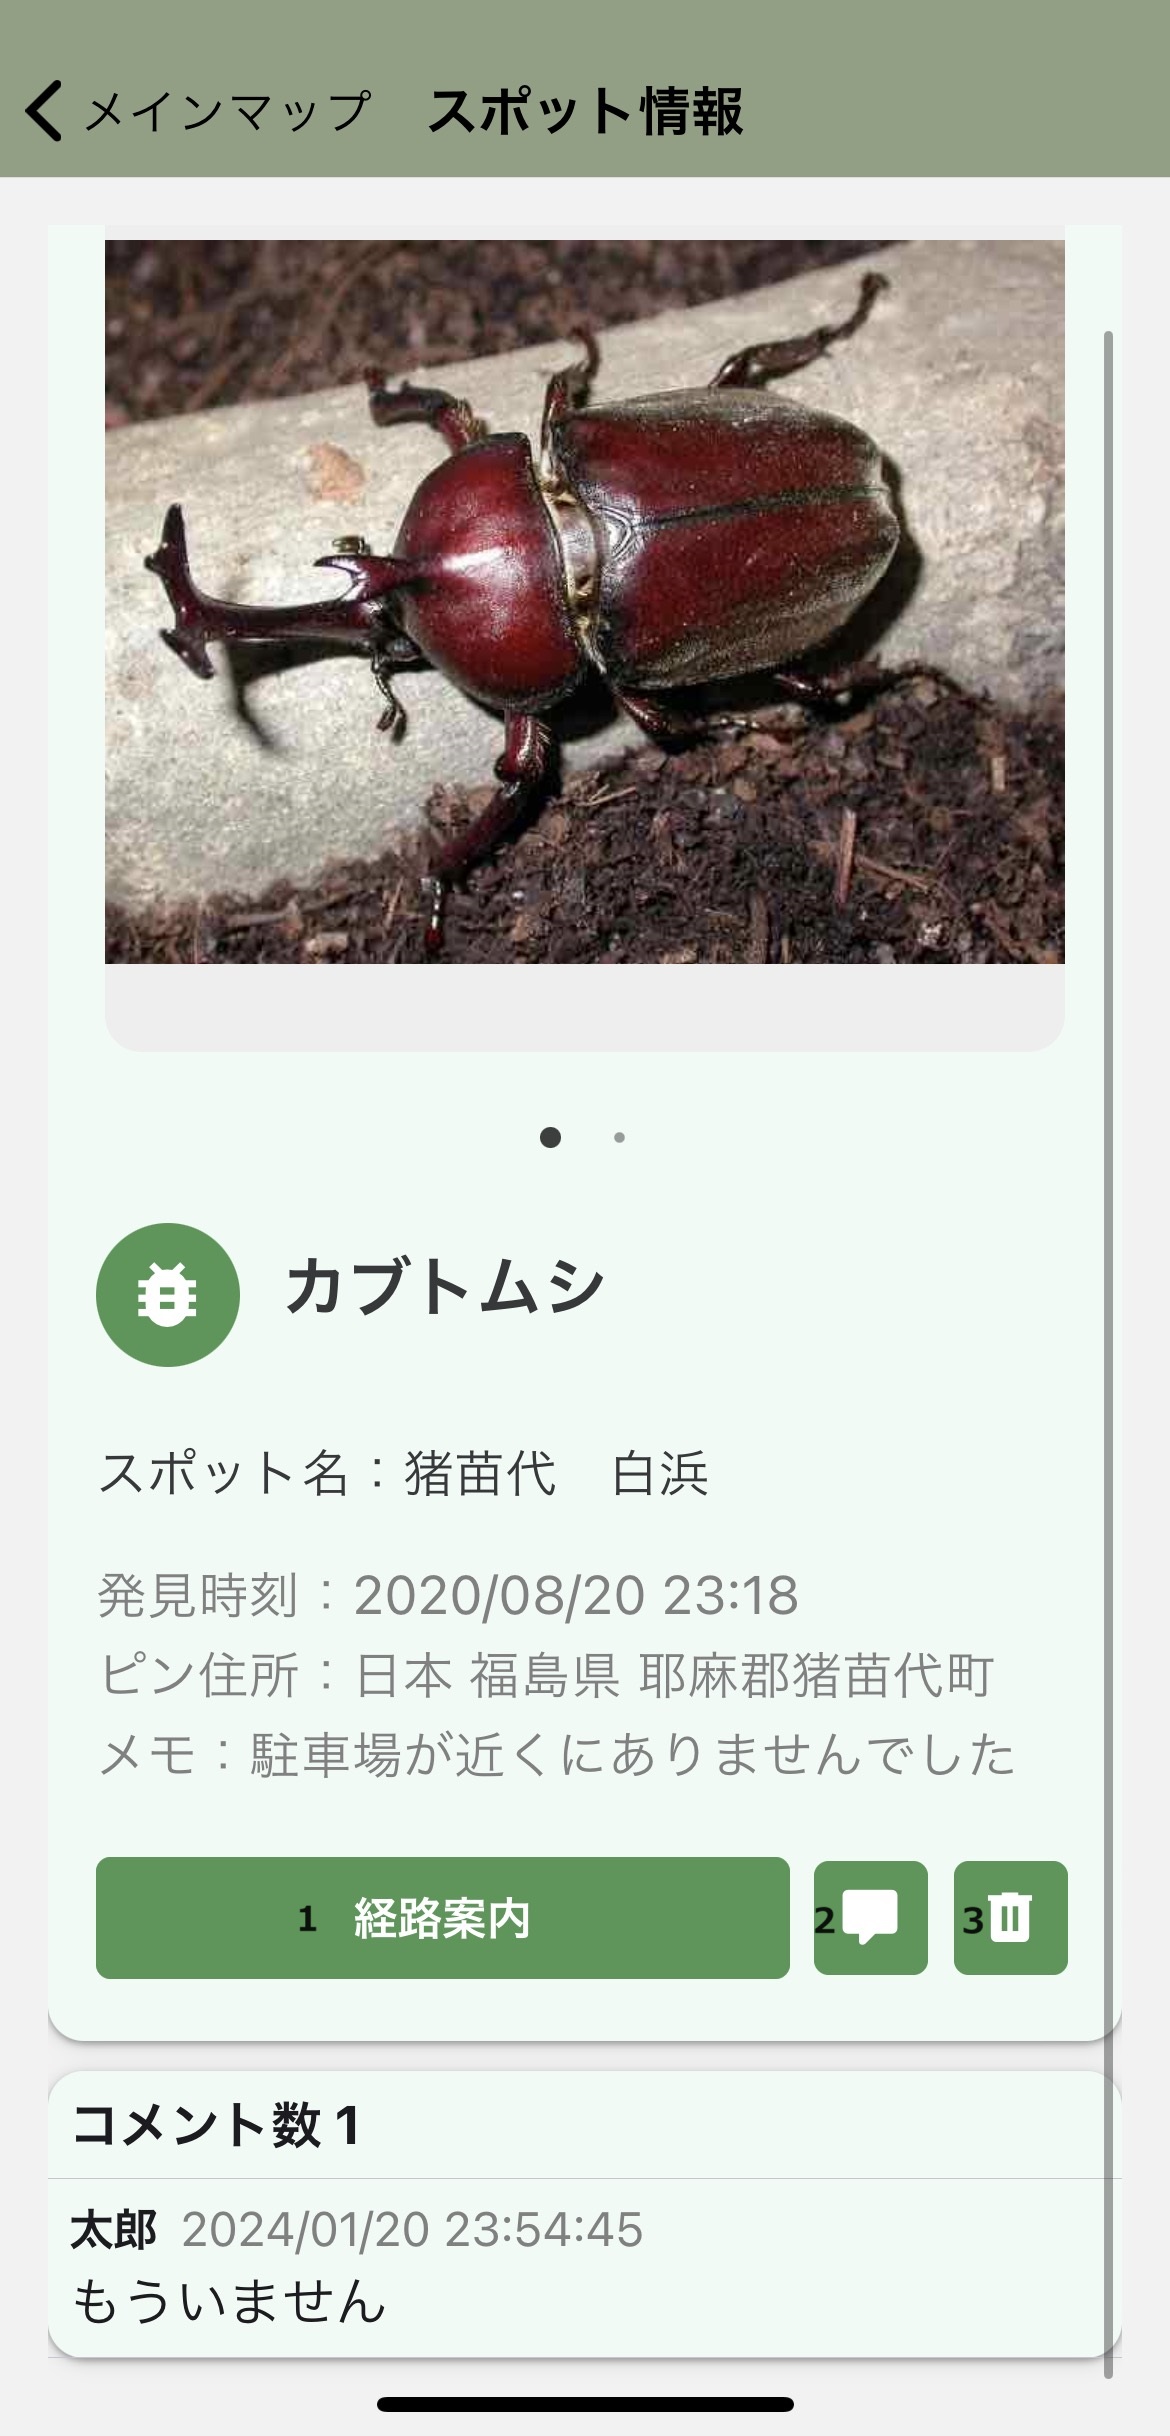 メインマップ スポット情報
カブトムシ
スポット名：猪苗代　白浜
発見時刻：2020/08/20 23:18
ピン住所：日本 福島県 耶麻郡猪苗代町
メモ：駐車場が近くにありませんでした
1 経路案内 2 3
コメント数 1
太郎 2024/01/20 23:54:45
もういません